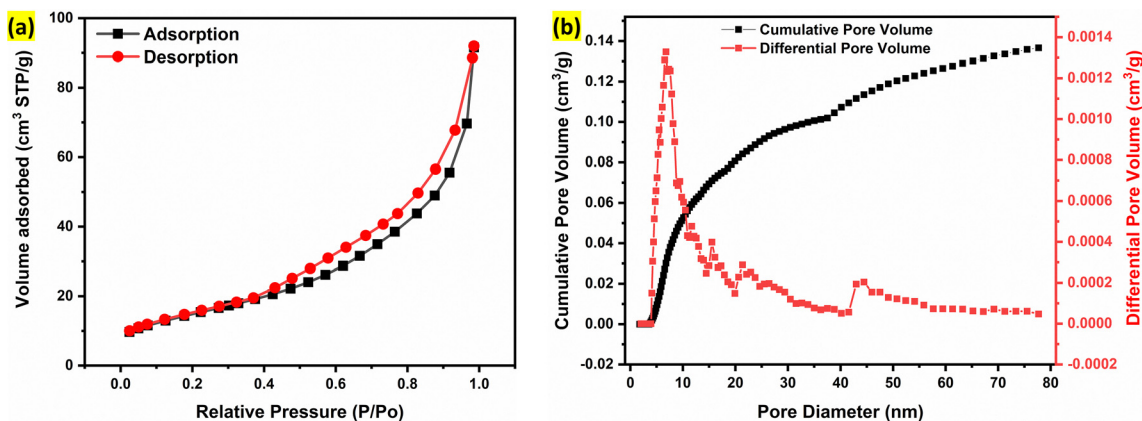 (a)
Adsorption
Desorption
Volume adsorbed (cm³ STP/g)
100
80
60
40
20
0
0.0 0.2 0.4 0.6 0.8 1.0
Relative Pressure (P/Po)
(b)
Cumulative Pore Volume
Differential Pore Volume
Cumulative Pore Volume (cm³/g)
0.14
0.12
0.10
0.08
0.06
0.04
0.02
0.00
-0.02
0 10 20 30 40 50 60 70 80
Pore Diameter (nm)
0.0014
0.0012
0.0010
0.0008
0.0006
0.0004
0.0002
0.0000
-0.0002
Differential Pore Volume (cm³/g)